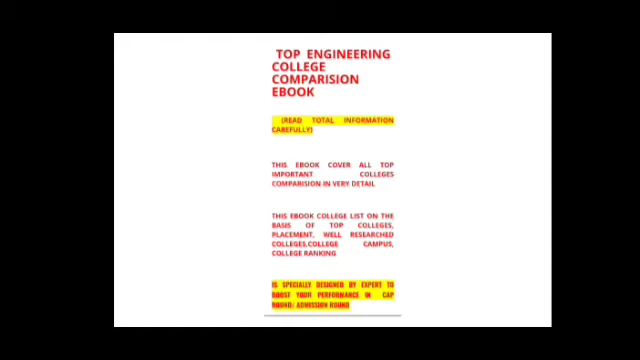 TOP ENGINEERING
COLLEGE
COMPARISION
EBOOK
(READ TOTAL INFORMATION
CAREFULLY)
THIS EBOOK COVER ALL TOP
IMPORTANT COLLEGES
COMPARISION IN VERY DETAIL
THIS EBOOK COLLEGE LIST ON THE
BASIS OF TOP COLLEGES,
PLACEMENT, WELL RESEARCHED
COLLEGES,COLLEGE CAMPUS,
COLLEGE RANKING
IS SPECIALLY DESIGNED BY EXPERT TO
BOOST YOUR PERFORMANCE IN CAP
ROUND/ ADMISSION ROUND